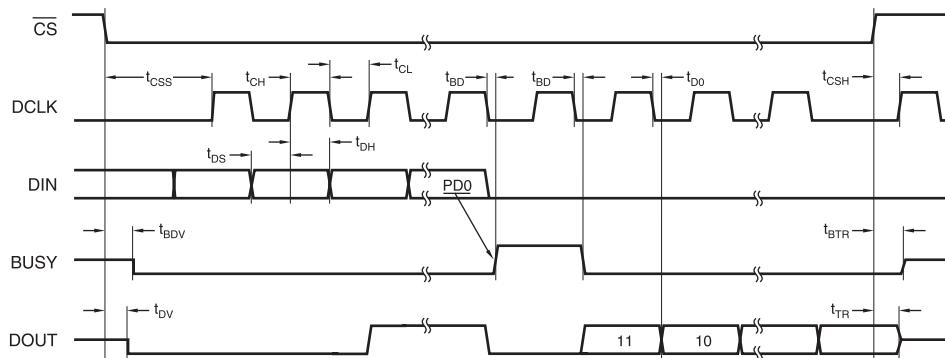 CS
tCSS tCH tCL tBD tBD tD0 tCSH
DCLK
tDS tDH
DIN
PD0
tBDV tBTR
BUSY
tDV tTR
DOUT 11 10